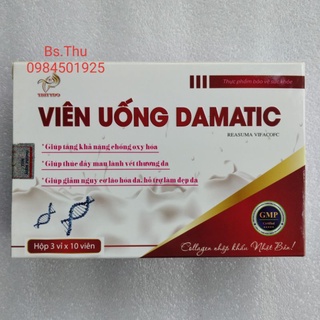 Bs.Thu
0984501925
Thực phẩm bảo vệ sức khỏe
VIÊN UỐNG DAMATIC
REASUMA VIFACOPC
Giúp tăng khả năng chống oxy hóa
Giúp thúc đẩy mau lành vết thương da
Giúp giảm nguy cơ lão hóa da, hỗ trợ làm đẹp da
GMP
Hộp 3 vỉ x 10 viên
Collagen nhập khẩu Nhật Bản!